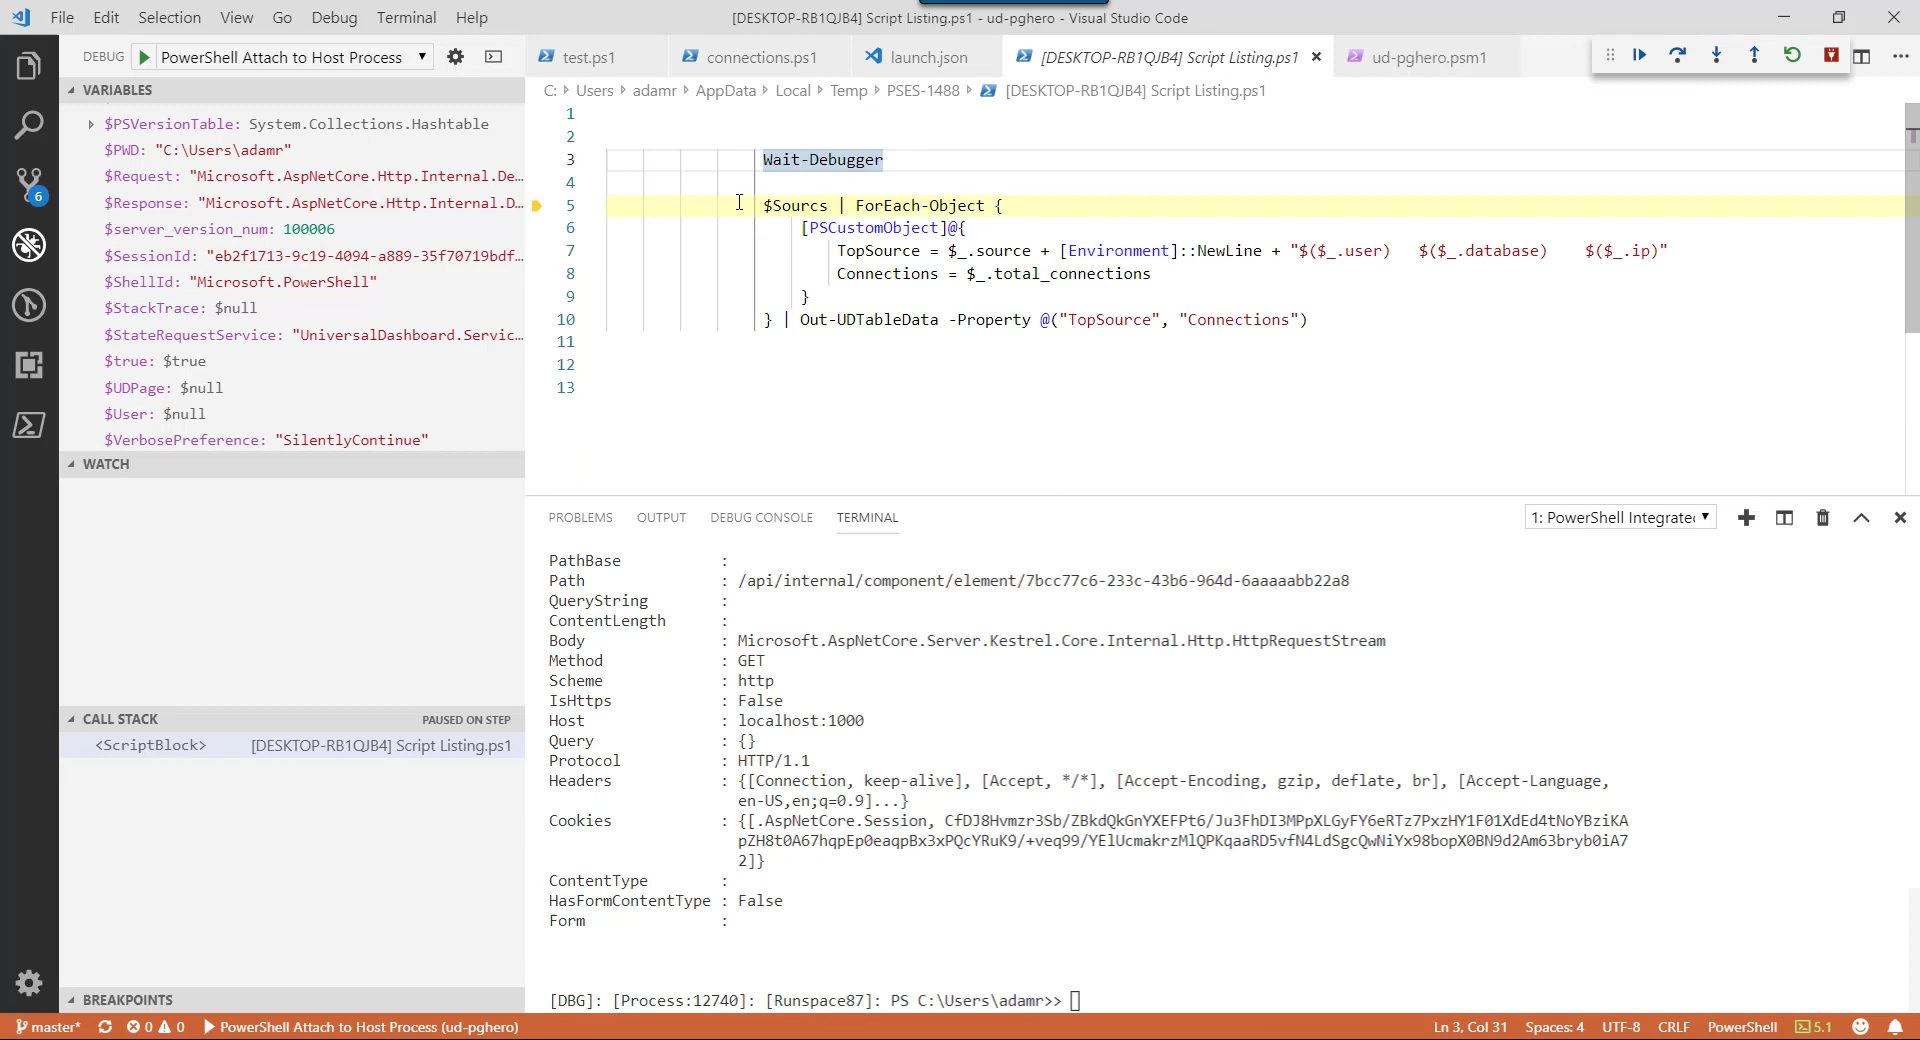 File Edit Selection View Go Debug Terminal Help
[DESKTOP-RB1QJB4] Script Listing.ps1 - ud-pghero - Visual Studio Code
DEBUG PowerShell Attach to Host Process
test.ps1 connections.ps1 launch.json [DESKTOP-RB1QJB4] Script Listing.ps1 ud-pghero.psm1
C: Users adamr AppData Local Temp PSES-1488 [DESKTOP-RB1QJB4] Script Listing.ps1
VARIABLES
$PSVersionTable: System.Collections.Hashtable
$PWD: "C:\Users\adamr"
$Request: "Microsoft.AspNetCore.Http.Internal.De...
$Response: "Microsoft.AspNetCore.Http.Internal.D...
$server_version_num: 100006
$SessionId: "eb2f1713-9c19-4094-a889-35f70719bdf...
$ShellId: "Microsoft.PowerShell"
$StackTrace: $null
$StateRequestService: "UniversalDashboard.Servic...
$true: $true
$UDPage: $null
$User: $null
$VerbosePreference: "SilentlyContinue"
WATCH
CALL STACK PAUSED ON STEP
<ScriptBlock> [DESKTOP-RB1QJB4] Script Listing.ps1
BREAKPOINTS
6
1
2
3 Wait-Debugger
4
5 $Sourcs | ForEach-Object {
6 [PSCustomObject]@{
7 TopSource = $_.source + [Environment]::NewLine + "$($_.user)   $($_.database)    $($_.ip)"
8 Connections = $_.total_connections
9 }
10 } | Out-UDTableData -Property @("TopSource", "Connections")
11
12
13
PROBLEMS OUTPUT DEBUG CONSOLE TERMINAL 1: PowerShell Integrate
PathBase :
Path : /api/internal/component/element/7bcc77c6-233c-43b6-964d-6aaaaabb22a8
QueryString :
ContentLength :
Body : Microsoft.AspNetCore.Server.Kestrel.Core.Internal.Http.HttpRequestStream
Method : GET
Scheme : http
IsHttps : False
Host : localhost:1000
Query : {}
Protocol : HTTP/1.1
Headers : {[Connection, keep-alive], [Accept, */*], [Accept-Encoding, gzip, deflate, br], [Accept-Language,
en-US,en;q=0.9]...}
Cookies : {[.AspNetCore.Session, CfDJ8Hvmzr3Sb/ZBkdQkGnYXEFPt6/Ju3FhDI3MPpXLGyFY6eRTz7PxzHY1F01XdEd4tNoYBziKA
pZH8t0A67hqpEp0eaqpBx3xPQcYRuK9/+veq99/YElUcmakrzMlQPKqaaRD5vfN4LdSgcQwNiYx98bopX0BN9d2Am63bryb0iA7
2]}
ContentType :
HasFormContentType : False
Form :
[DBG]: [Process:12740]: [Runspace87]: PS C:\Users\adamr>>
master* 0 0 PowerShell Attach to Host Process (ud-pghero) Ln 3, Col 31 Spaces: 4 UTF-8 CRLF PowerShell 5.1